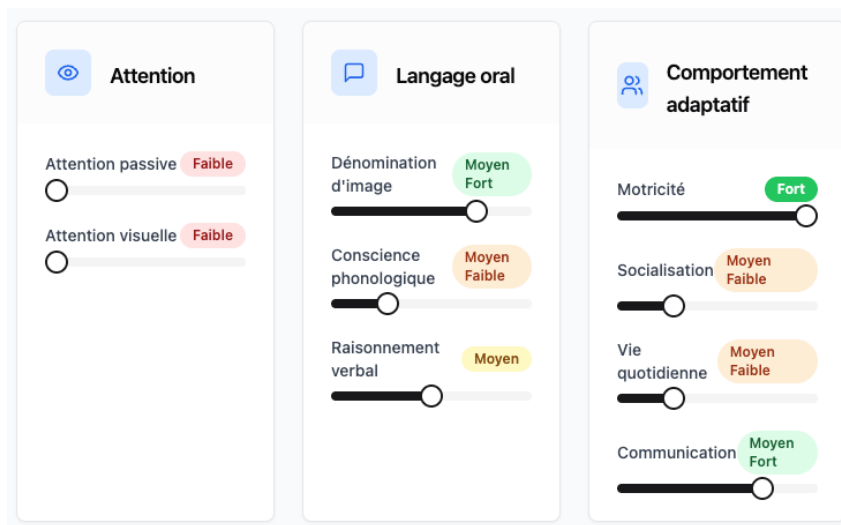 Attention
Attention passive Faible
Attention visuelle Faible
Langage oral
Dénomination
d'image
Moyen
Fort
Conscience
phonologique
Moyen
Faible
Raisonnement
verbal
Moyen
Comportement
adaptatif
Motricité Fort
Socialisation
Moyen
Faible
Vie
quotidienne
Moyen
Faible
Communication
Moyen
Fort